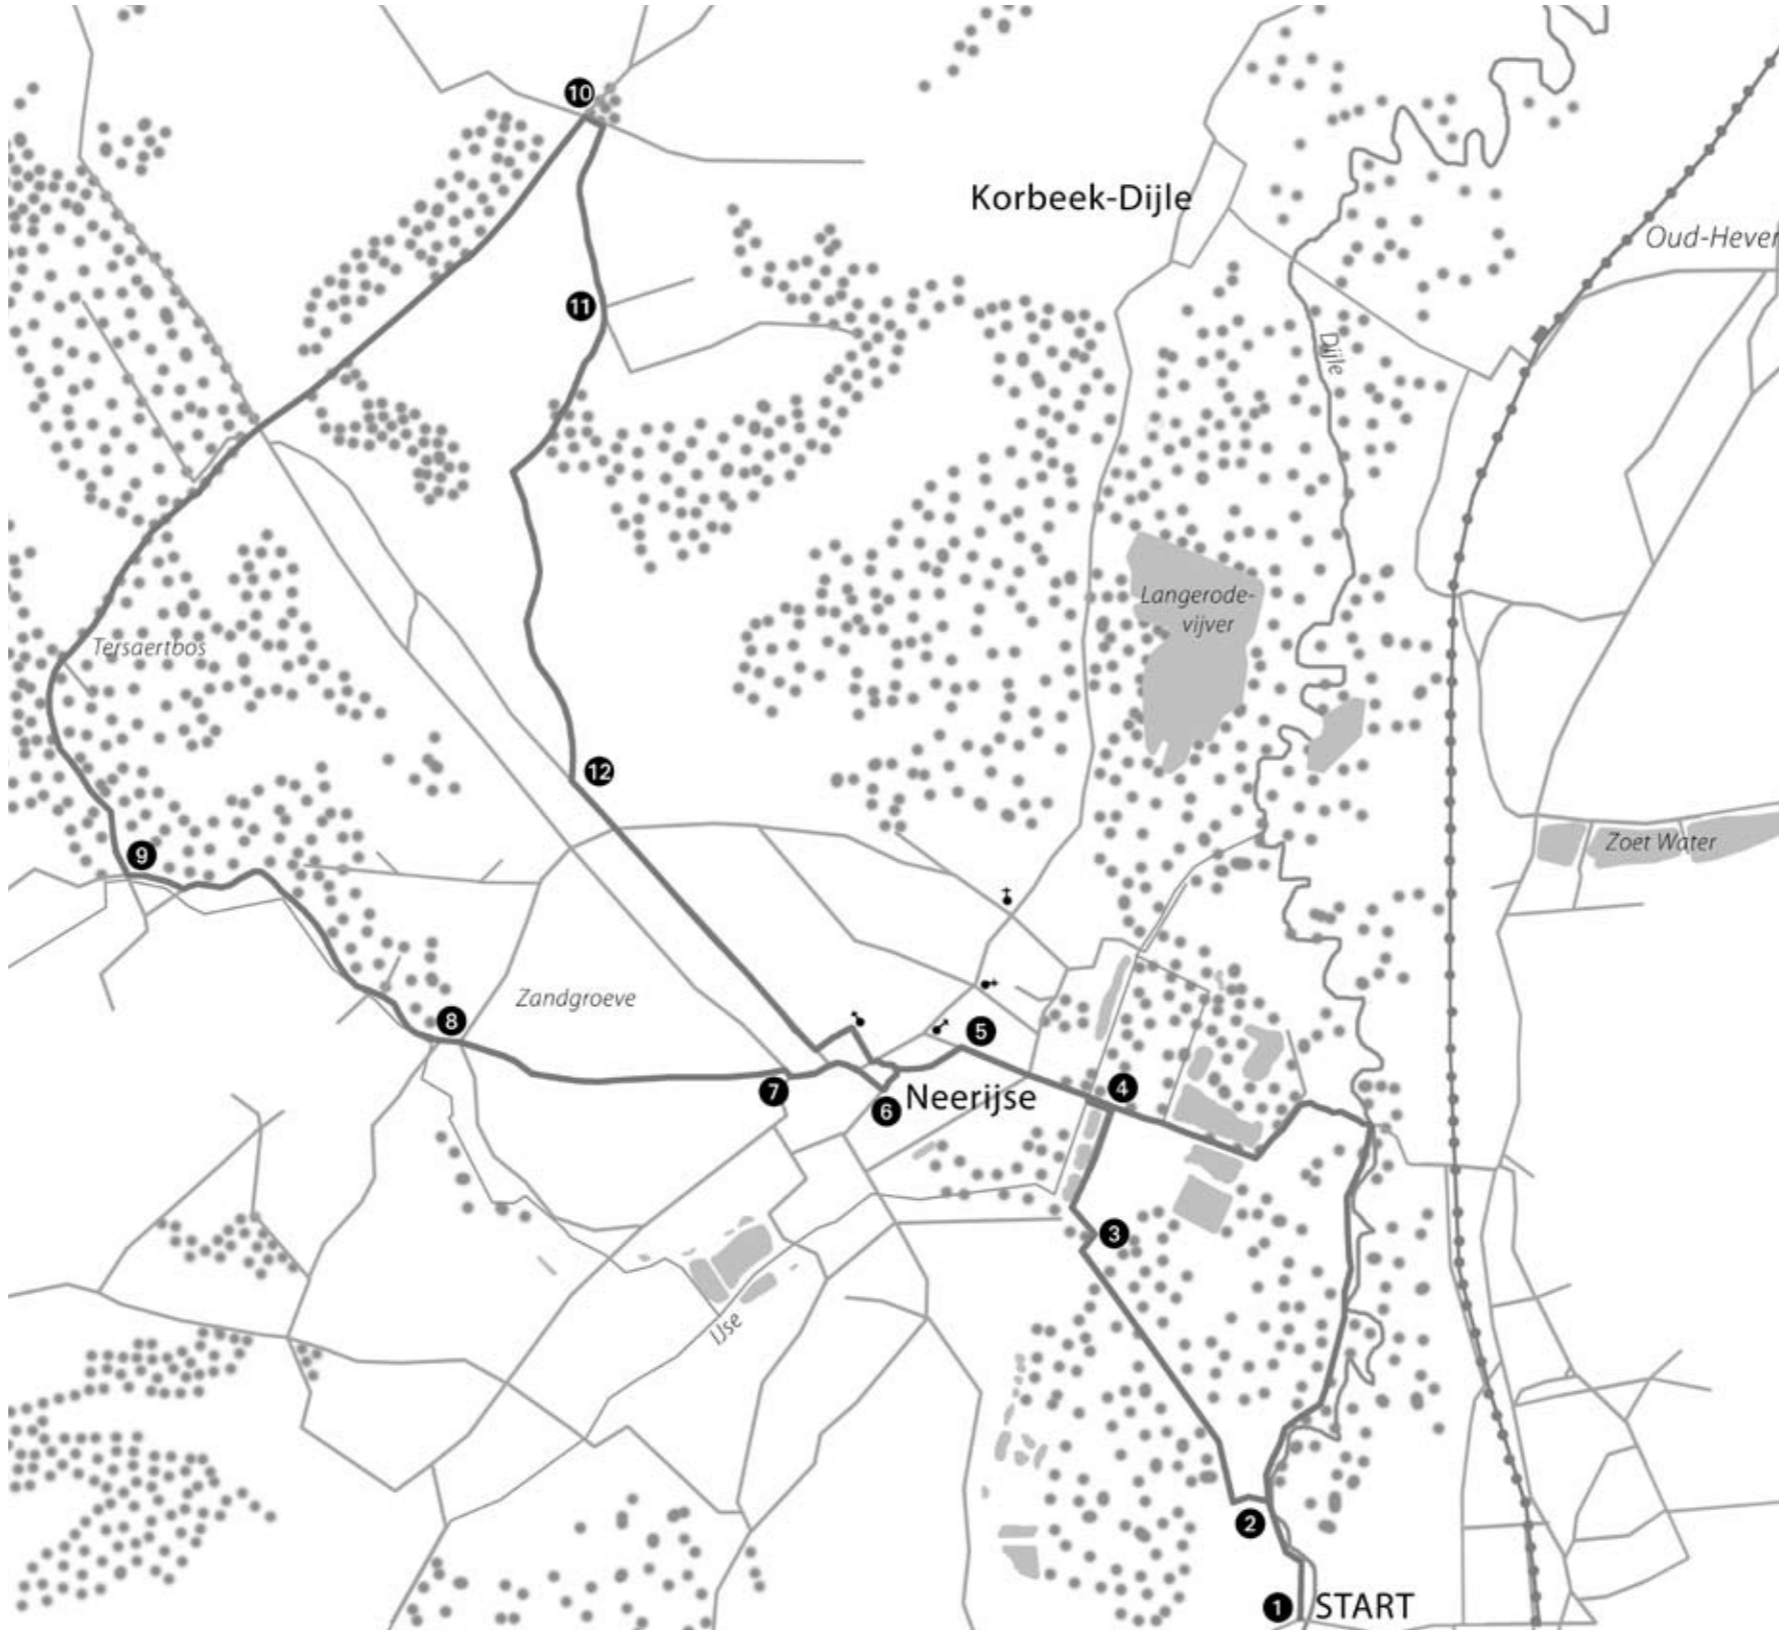 10
Korbeek-Dijle
Oud-Hever
11
Dijle
Langerode-
vijver
Tersaertbos
12
Zoet Water
9
Zandgroeve
8
5
7
6
Neerijse
4
3
IJse
2
1
START